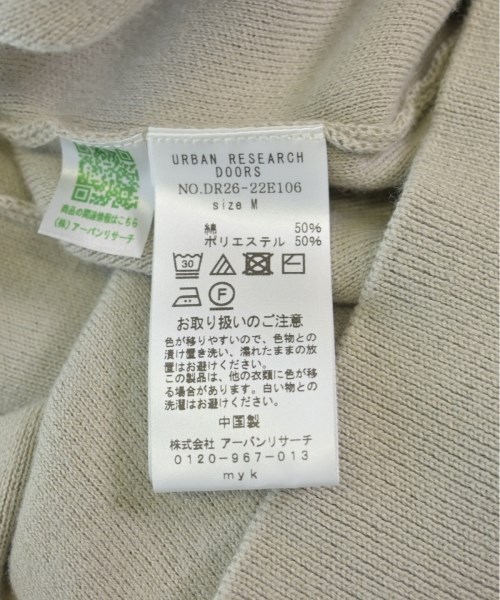 URBAN RESEARCH
DOORS
NO.DR26-22E106
size M
綿 50%
ポリエステル 50%
30
F
お取り扱いのご注意
色が移りやすいので、色物との
漬け置き洗い、濡れたままの放
置はお避けください。
この製品は、他の衣類に色が移
る場合があります。白い物との
洗濯はお避けください。
中国製
株式会社 アーバンリサーチ
0120-967-013
myk
商品の関連情報はこちら
(株)アーバンリサーチ